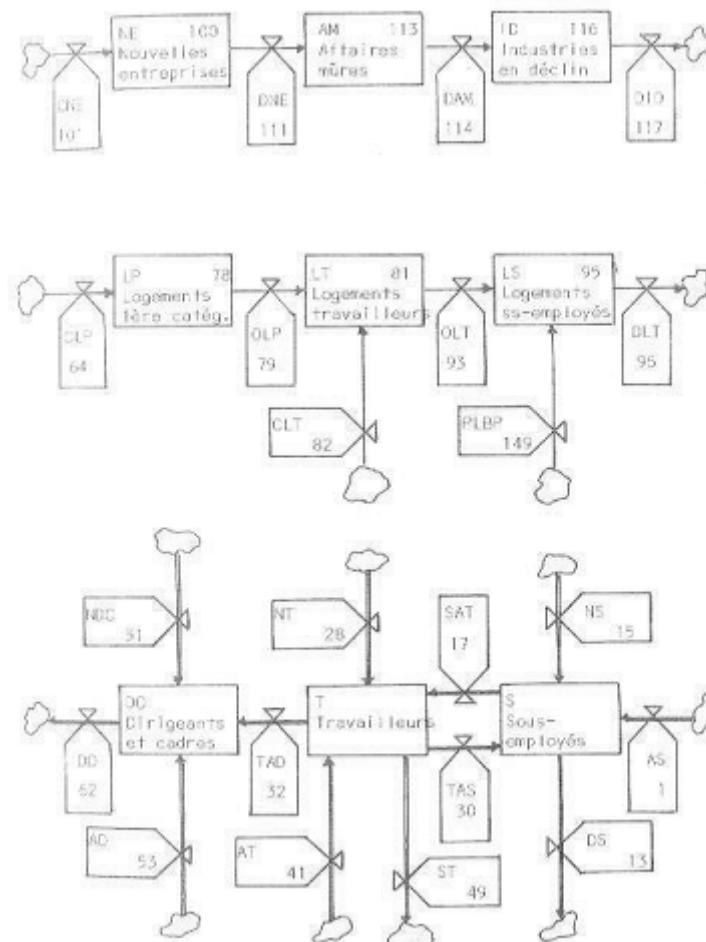 NE 100
Nouvelles
entreprises
AM 113
Affaires
mûres
ID 116
Industries
en déclin
CNE
101
DNE
111
DAM
114
DID
117
LP 78
Logements
1ère catég.
LT 81
Logements
travailleurs
LS 95
Logements
ss-employés
CLP
64
OLP
79
OLT
93
DLT
95
CLT
82
PLBP
149
NDC
51
NT
28
SAT
17
NS
15
DC
Dirigeants
et cadres
T
Travailleurs
S
Sous-
employés
DD
62
TAD
32
TAS
30
AS
1
AD
53
AT
41
ST
49
DS
13